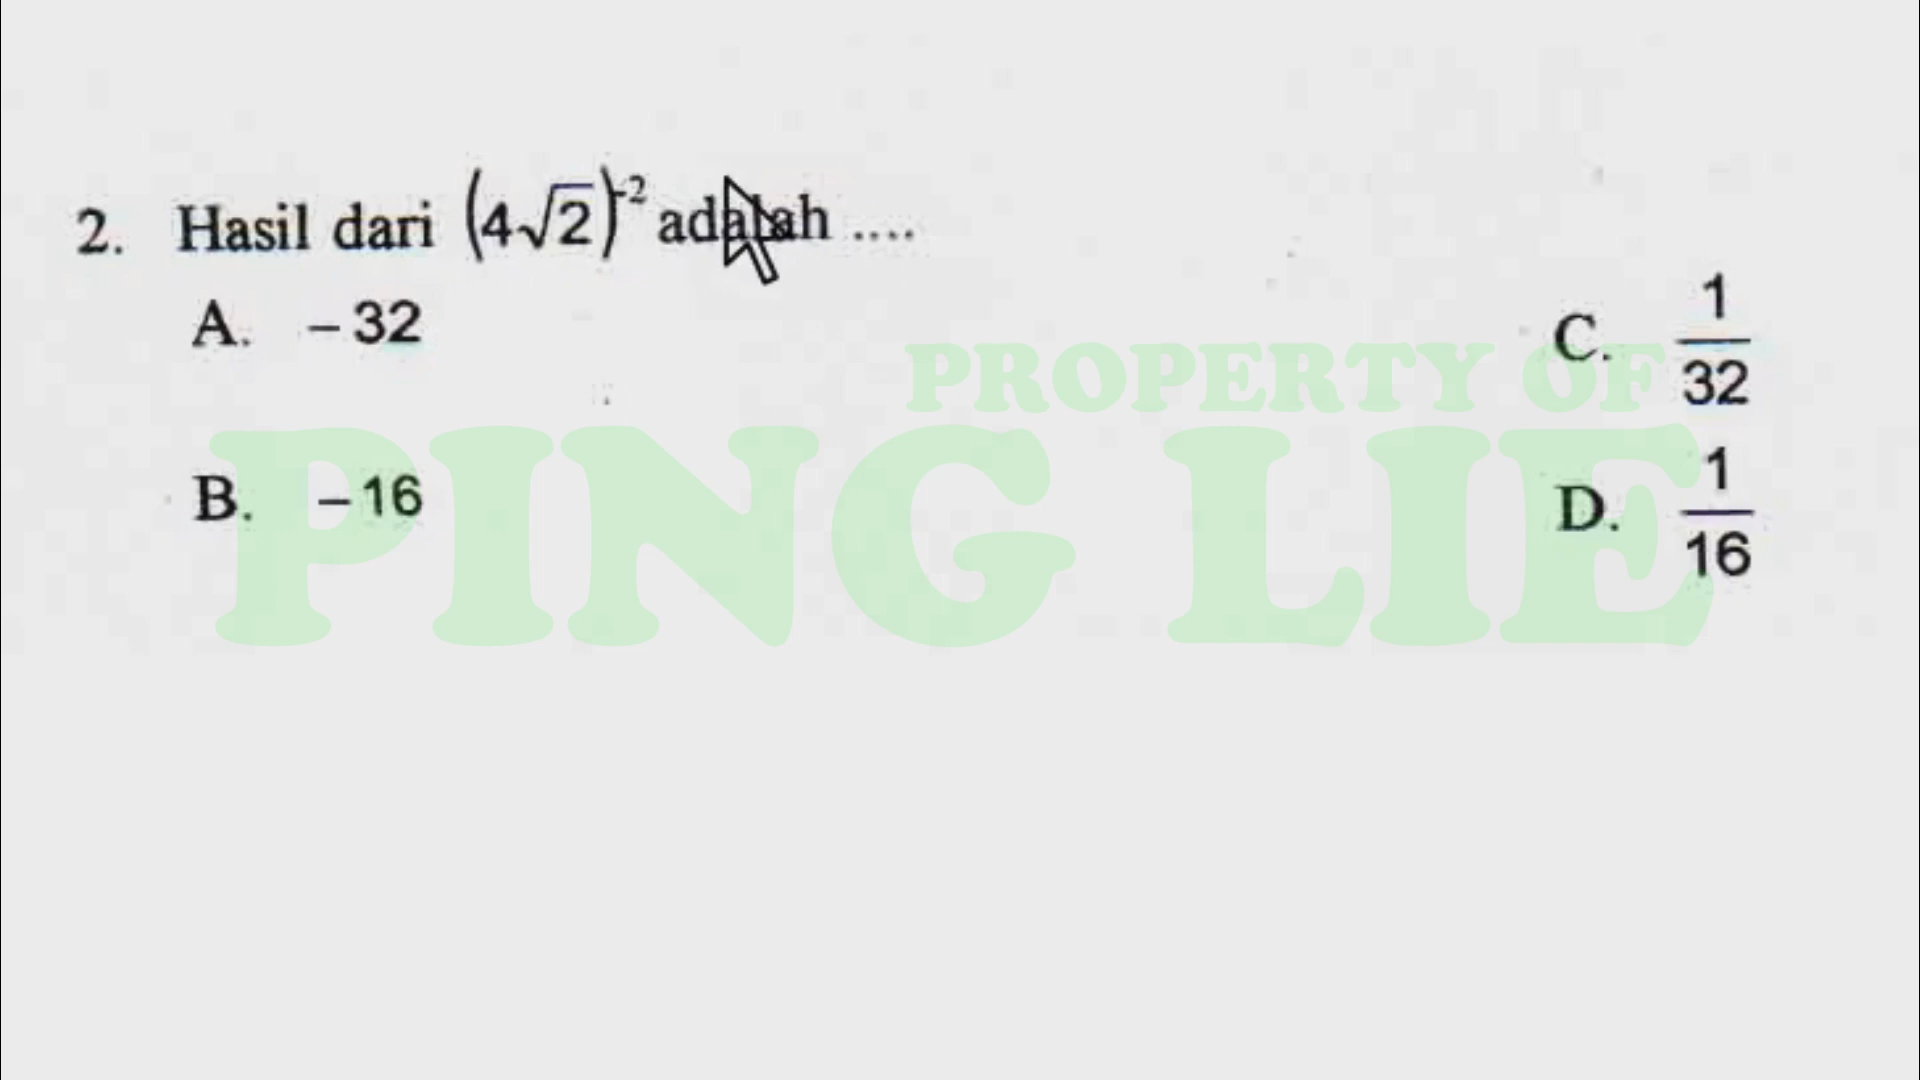 2. Hasil dari (4√2)⁻² adalah ....
A. – 32
C. 1/32
B. – 16
D. 1/16
PROPERTY OF
PING LIE